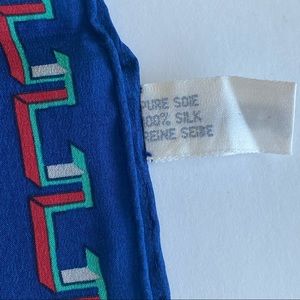 PURE SOIE
100% SILK
REINE SEIDE